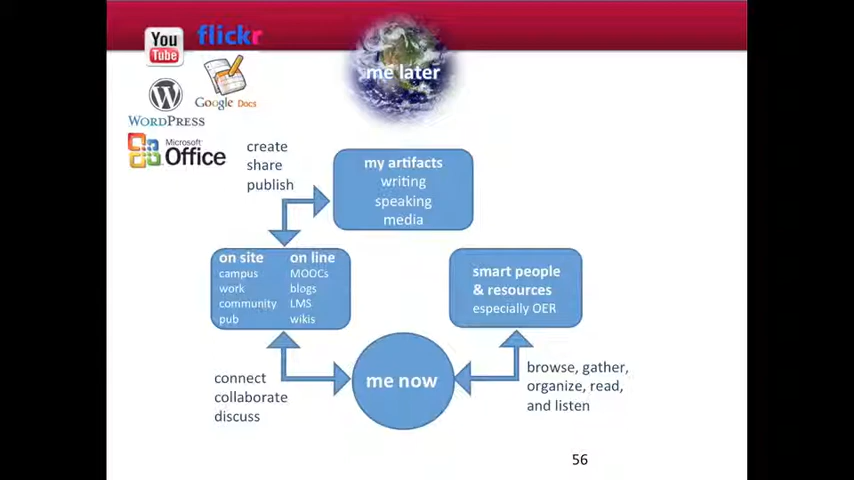 You
Tube
flickr
me later
Google Docs
WORDPRESS
Microsoft
Office
create
share
publish
my artifacts
writing
speaking
media
on site
campus
work
community
pub
on line
MOOCs
blogs
LMS
wikis
smart people
& resources
especially OER
connect
collaborate
discuss
me now
browse, gather,
organize, read,
and listen
56